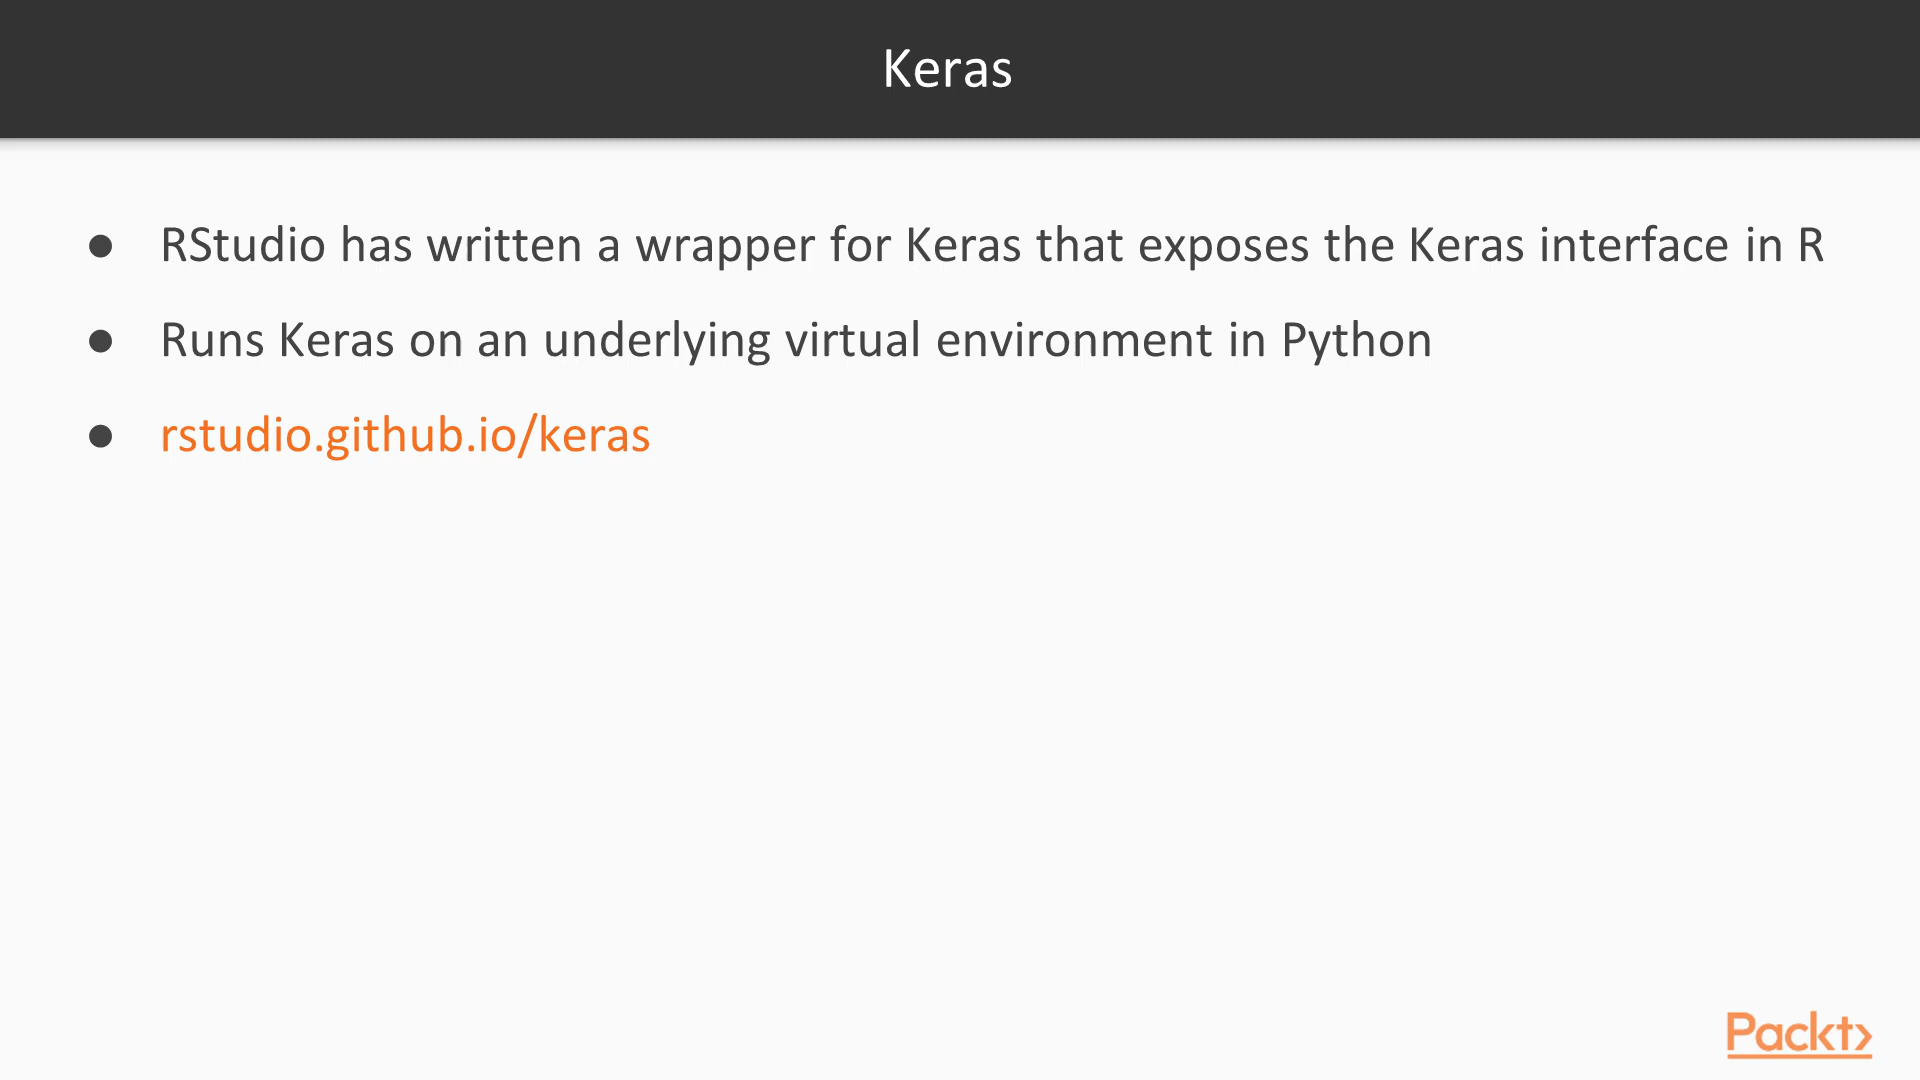 Keras
● RStudio has written a wrapper for Keras that exposes the Keras interface in R
● Runs Keras on an underlying virtual environment in Python
● rstudio.github.io/keras
Packt>